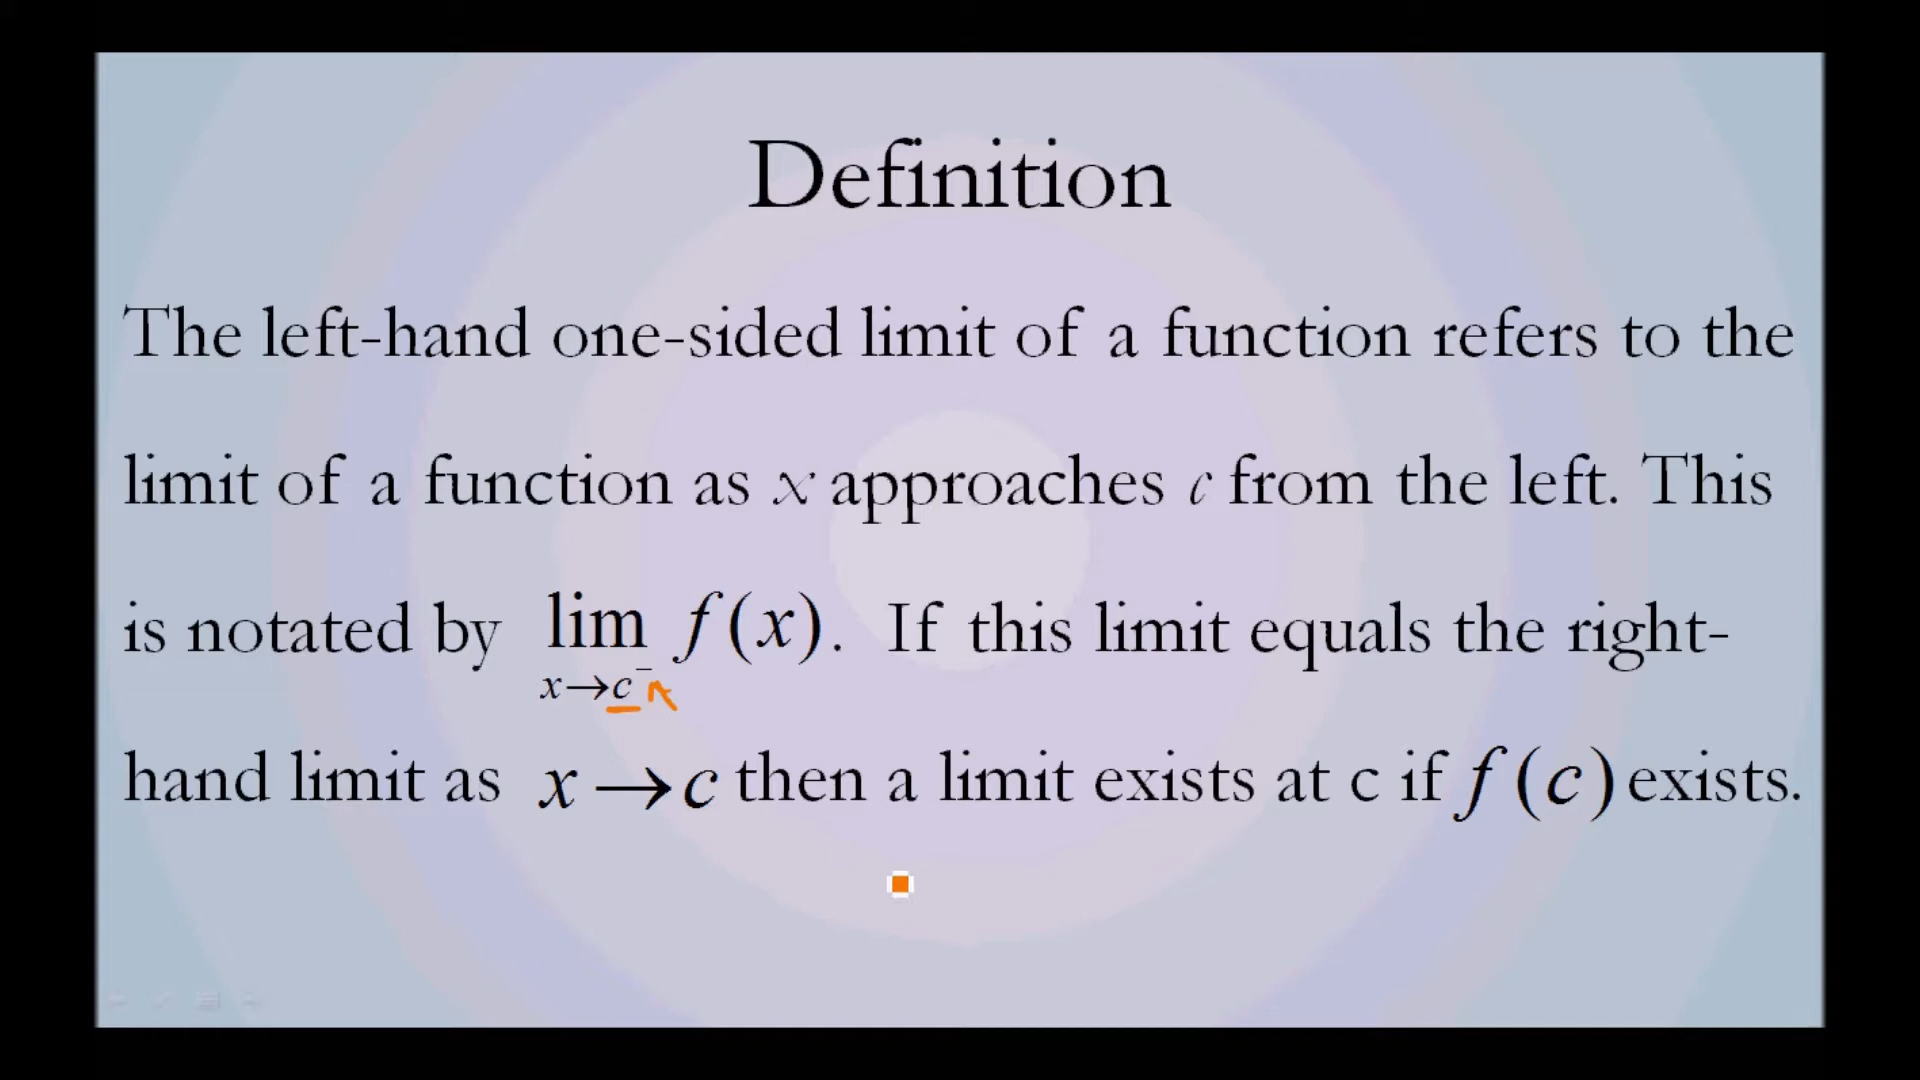 Definition
The left-hand one-sided limit of a function refers to the
limit of a function as x approaches c from the left. This
is notated by lim x→c⁻ f(x). If this limit equals the right-
hand limit as x→c then a limit exists at c if f(c) exists.